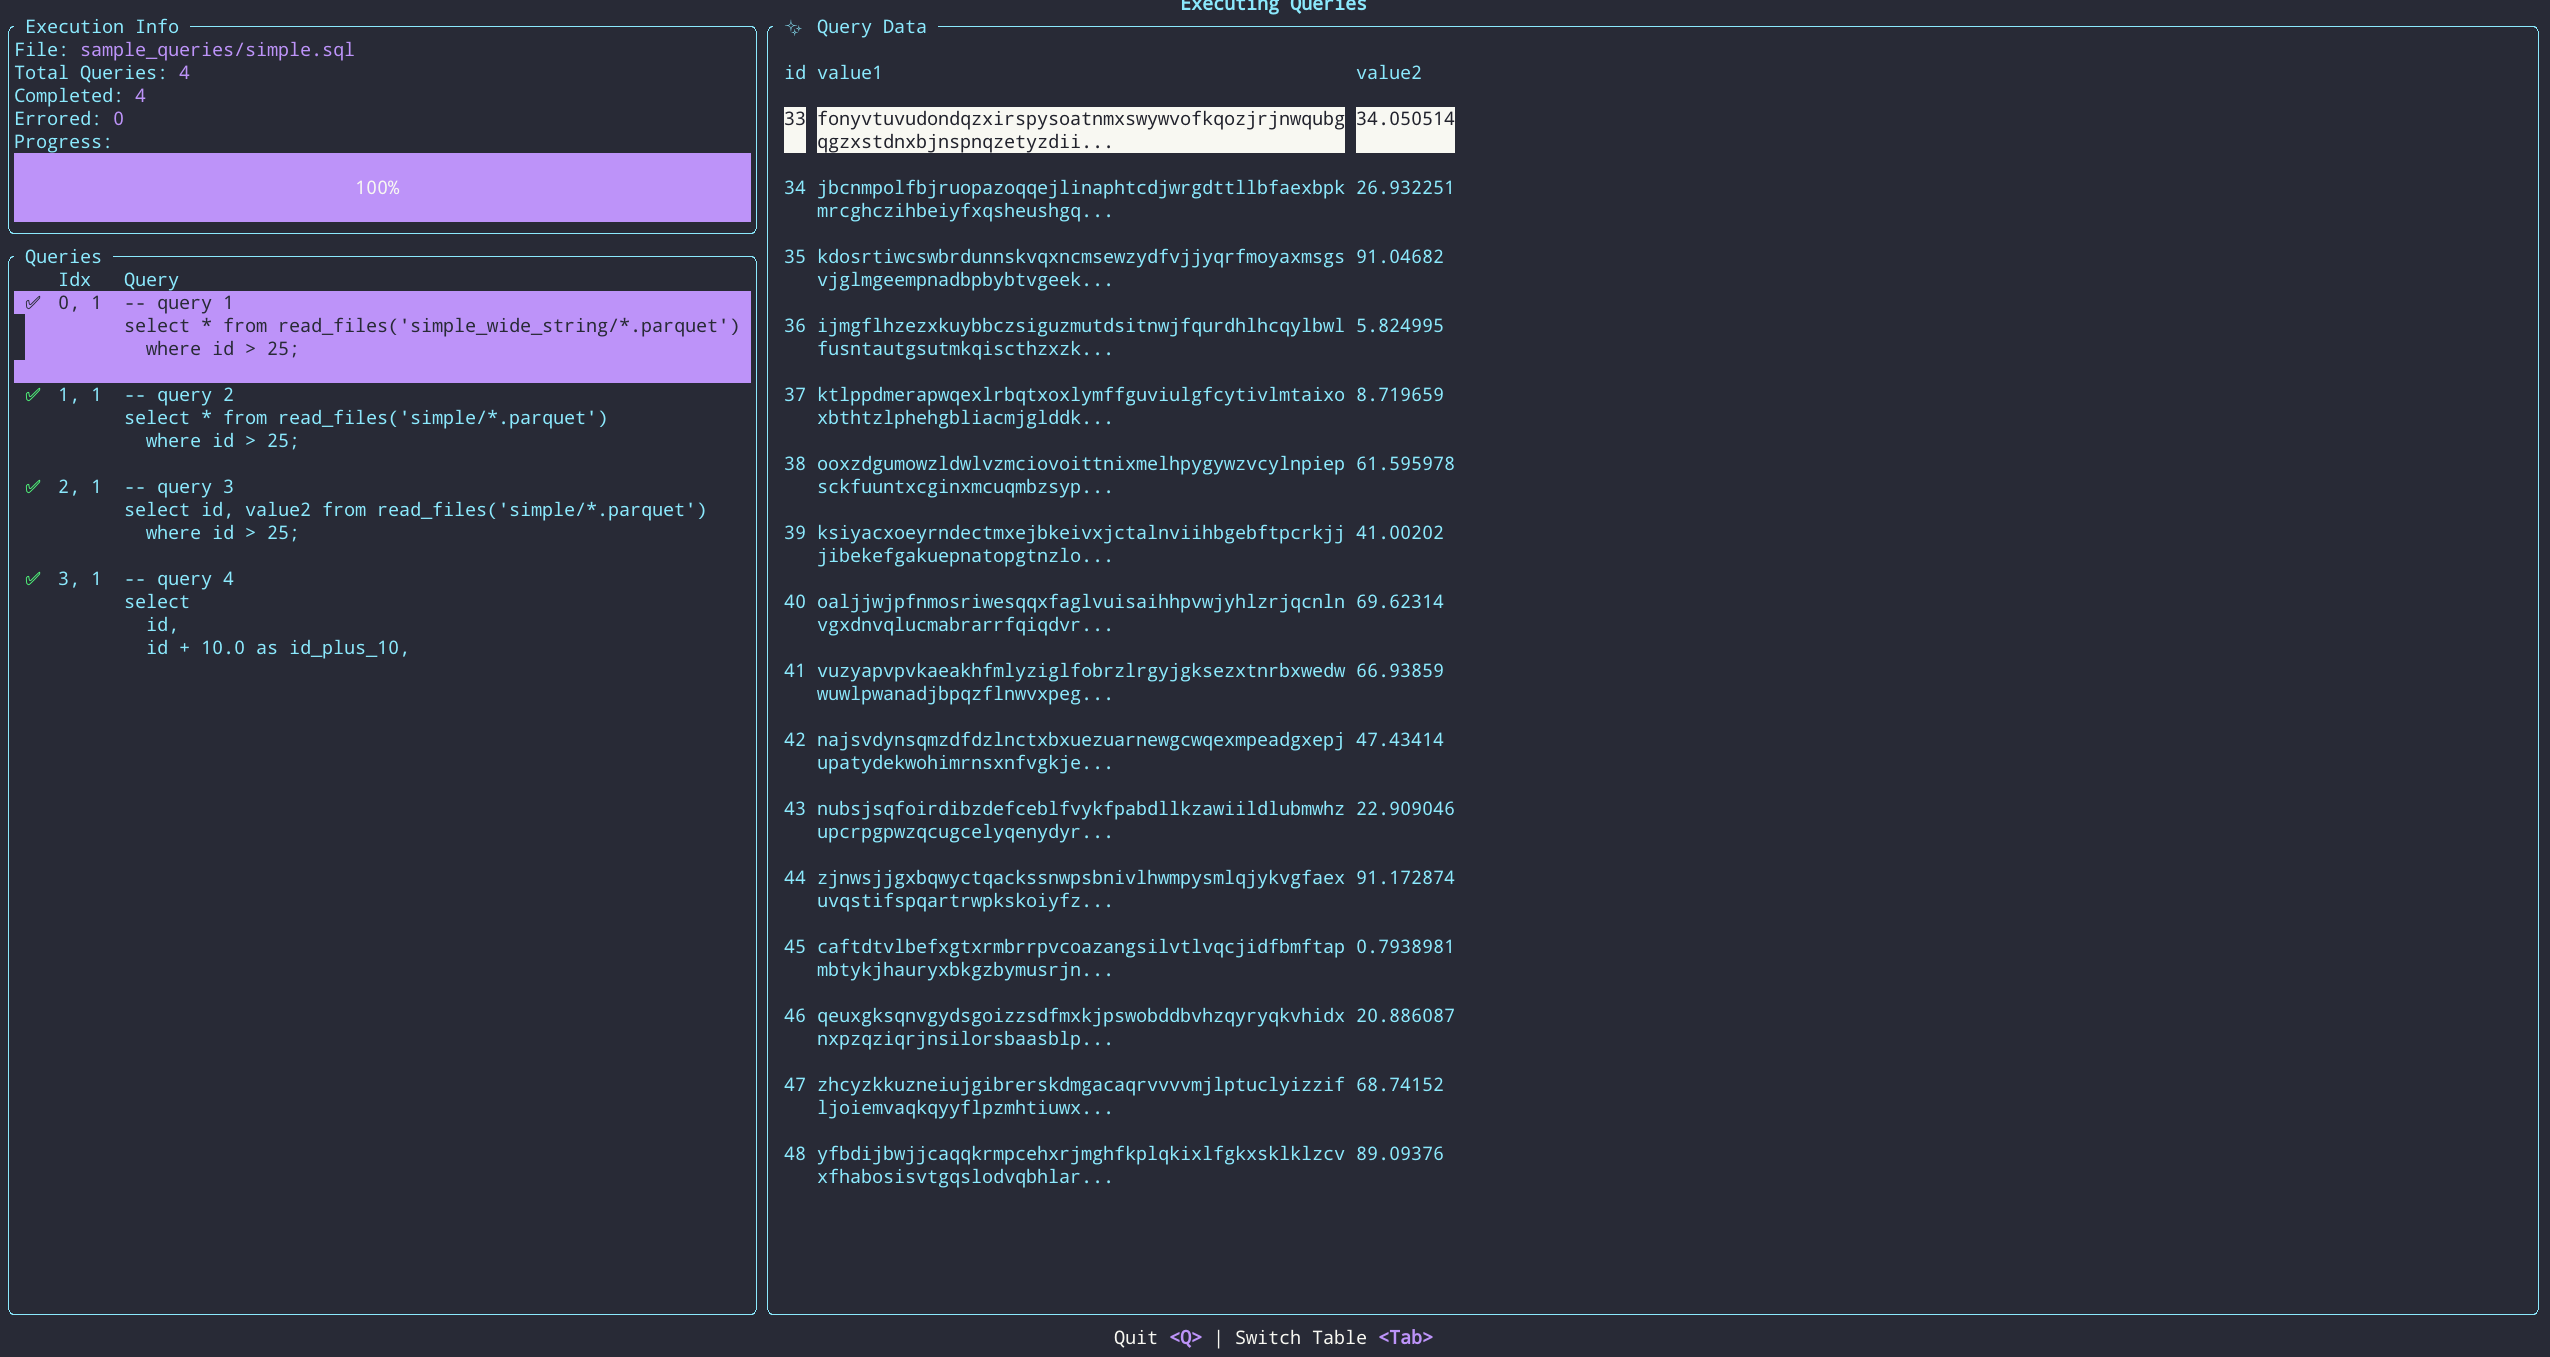 Executing Queries
Execution Info
File: sample_queries/simple.sql
Total Queries: 4
Completed: 4
Errored: 0
Progress:
100%
Queries
Idx Query
✅ 0, 1 -- query 1
select * from read_files('simple_wide_string/*.parquet')
where id > 25;
✅ 1, 1 -- query 2
select * from read_files('simple/*.parquet')
where id > 25;
✅ 2, 1 -- query 3
select id, value2 from read_files('simple/*.parquet')
where id > 25;
✅ 3, 1 -- query 4
select
id,
id + 10.0 as id_plus_10,
✨ Query Data
id value1 value2
33 fonyvtuvudondqzxirspysoatnmxswywvofkqozjrjnwqubg 34.050514
qgzxstdnxbjnspnqzetyzdii...
34 jbcnmpolfbjruopazoqqejlinaphtcdjwrgdttllbfaexbpk 26.932251
mrcghczihbeiyfxqsheushgq...
35 kdosrtiwcswbrdunnskvqxncmsewzydfvjjyqrfmoyaxmsgs 91.04682
vjglmgeempnadbpbybtvgeek...
36 ijmgflhzezxkuybbczsiguzmutdsitnwjfqurdhlhcqylbwl 5.824995
fusntautgsutmkqiscthzxzk...
37 ktlppdmerapwqexlrbqtxoxlymffguviulgfcytivlmtaixo 8.719659
xbthtzlphehgbliacmjglddk...
38 ooxzdgumowzldwlvzmciovoittnixmelhpygywzvcylnpiep 61.595978
sckfuuntxcginxmcuqmbzsyp...
39 ksiyacxoeyrndectmxejbkeivxjctalnviihbgebftpcrkjj 41.00202
jibekefgakuepnatopgtnzlo...
40 oaljjwjpfnmosriwesqqxfaglvuisaihhpvwjyhlzrjqcnln 69.62314
vgxdnvqlucmabrarrfqiqdvr...
41 vuzyapvpvkaeakhfmlyziglfobrzlrgyjgksezxtnrbxwedw 66.93859
wuwlpwanadjbpqzflnwvxpeg...
42 najsvdynsqmzdfdzlnctxbxuezuarnewgcwqexmpeadgxepj 47.43414
upatydekwohimrnsxnfvgkje...
43 nubsjsqfoirdibzdefceblfvykfpabdllkzawiildlubmwhz 22.909046
upcrpgpwzqcugcelyqenydyr...
44 zjnwsjjgxbqwyctqackssnwpsbnivlhwmpysmlqjykvgfaex 91.172874
uvqstifspqartrwpkskoiyfz...
45 caftdtvlbefxgtxrmbrrpvcoazangsilvtlvqcjidfbmftap 0.7938981
mbtykjhauryxbkgzbymusrjn...
46 qeuxgksqnvgydsgoizzsdfmxkjpswobddbvhzqyryqkvhidx 20.886087
nxpzqziqrjnsilorsbaasblp...
47 zhcyzkkuzneiujgibrerskdmgacaqrvvvvmjlptuclyizzif 68.74152
ljoiemvaqkqyyflpzmhtiuwx...
48 yfbdijbwjjcaqqkrmpcehxrjmghfkplqkixlfgkxsklklzcv 89.09376
xfhabosisvtgqslodvqbhlar...
Quit <Q> | Switch Table <Tab>